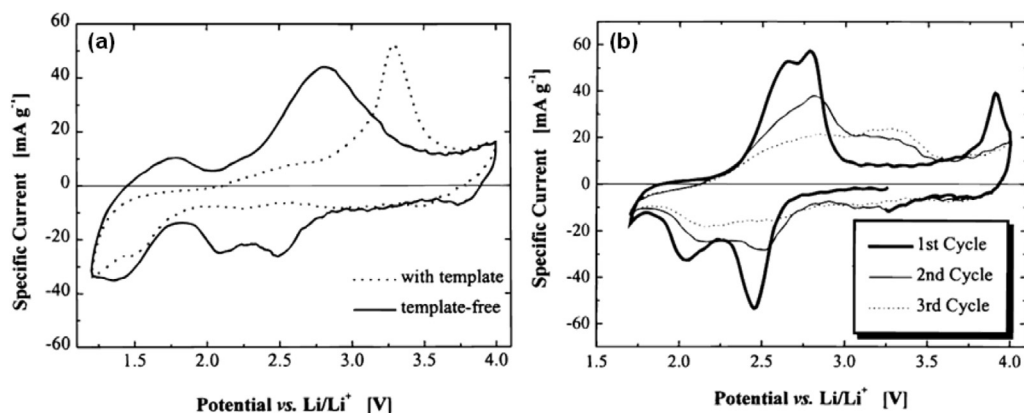 (a)
Specific Current [mA g⁻¹]
60
40
20
0
-20
-40
-60
1.5
2.0
2.5
3.0
3.5
4.0
with template
template-free
Potential vs. Li/Li⁺ [V]
(b)
Specific Current [mA g⁻¹]
60
40
20
0
-20
-40
-60
1.5
2.0
2.5
3.0
3.5
4.0
1st Cycle
2nd Cycle
3rd Cycle
Potential vs. Li/Li⁺ [V]